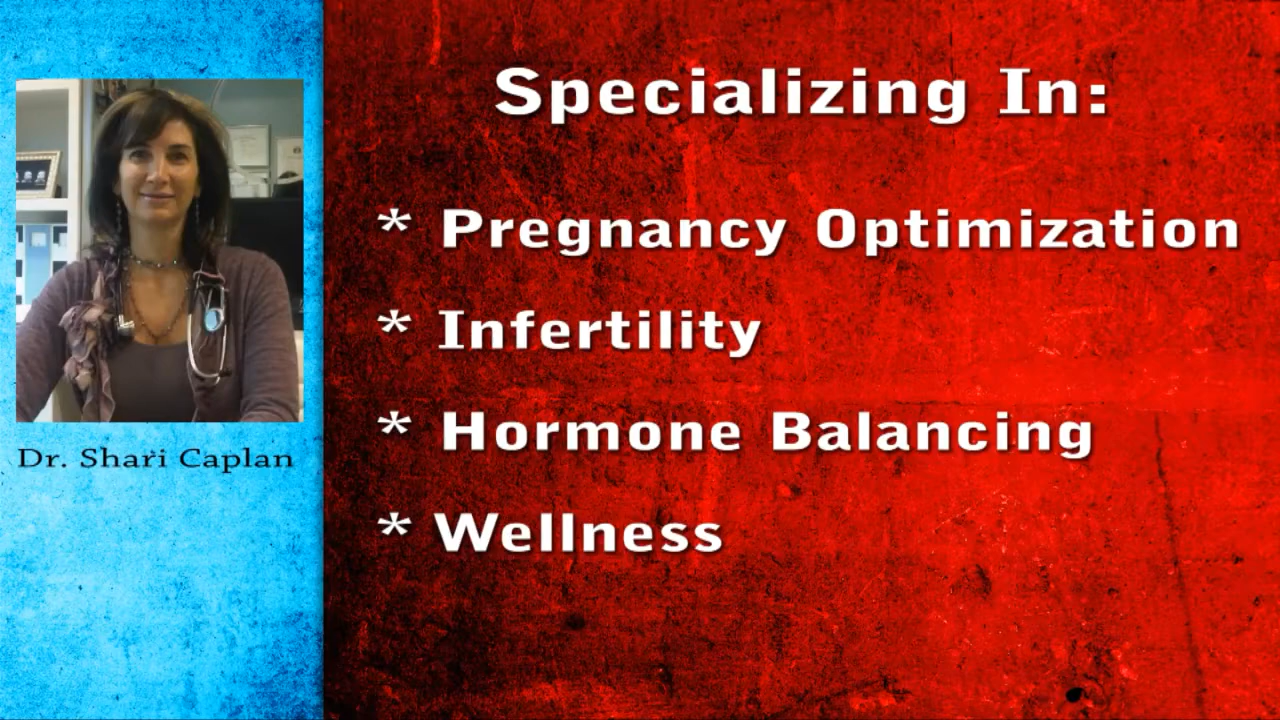 Specializing In:
* Pregnancy Optimization
* Infertility
* Hormone Balancing
* Wellness
Dr. Shari Caplan